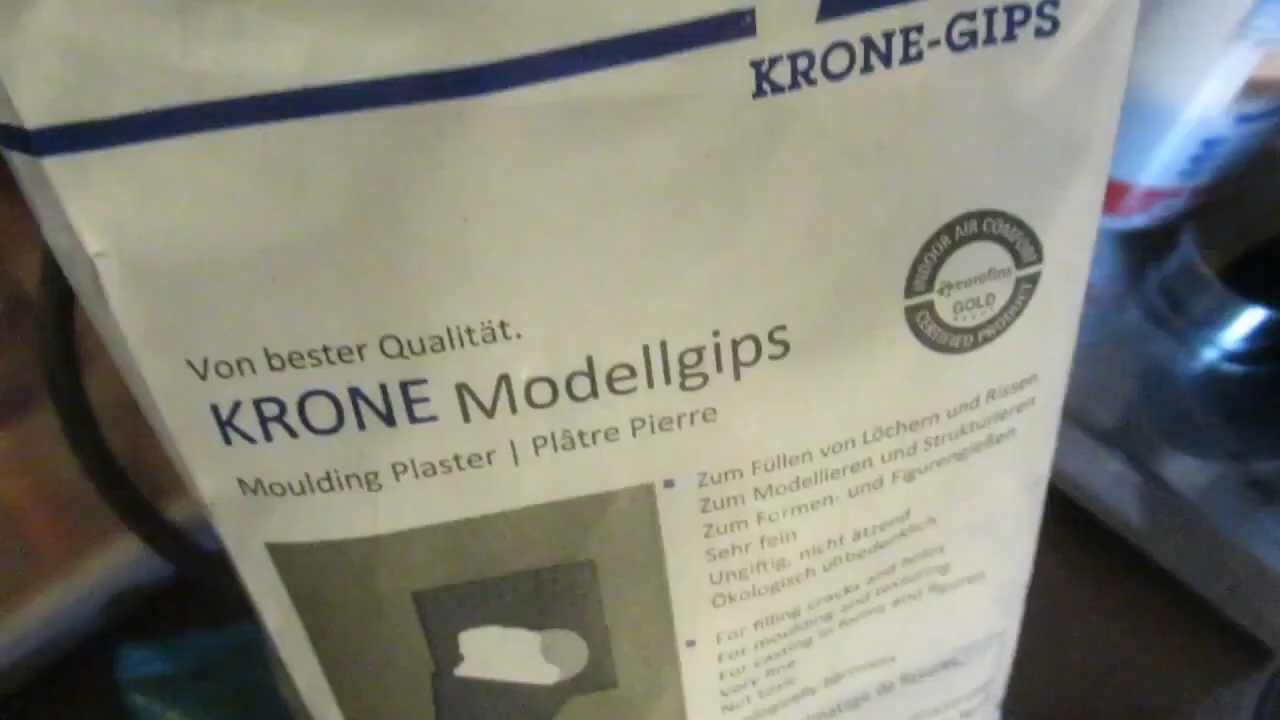 KRONE-GIPS
INDOOR AIR COMFORT
eurofins
GOLD
CERTIFIED PRODUCT
Von bester Qualität.
KRONE Modellgips
Moulding Plaster | Plâtre Pierre
Zum Füllen von Löchern und Rissen
Zum Modellieren und Strukturieren
Zum Formen- und Figurengießen
Sehr fein
Ungiftig, nicht ätzend
Ökologisch unbedenklich
For filling cracks and holes
For moulding and texturing
For casting in forms and figures
Very fine
Not toxic